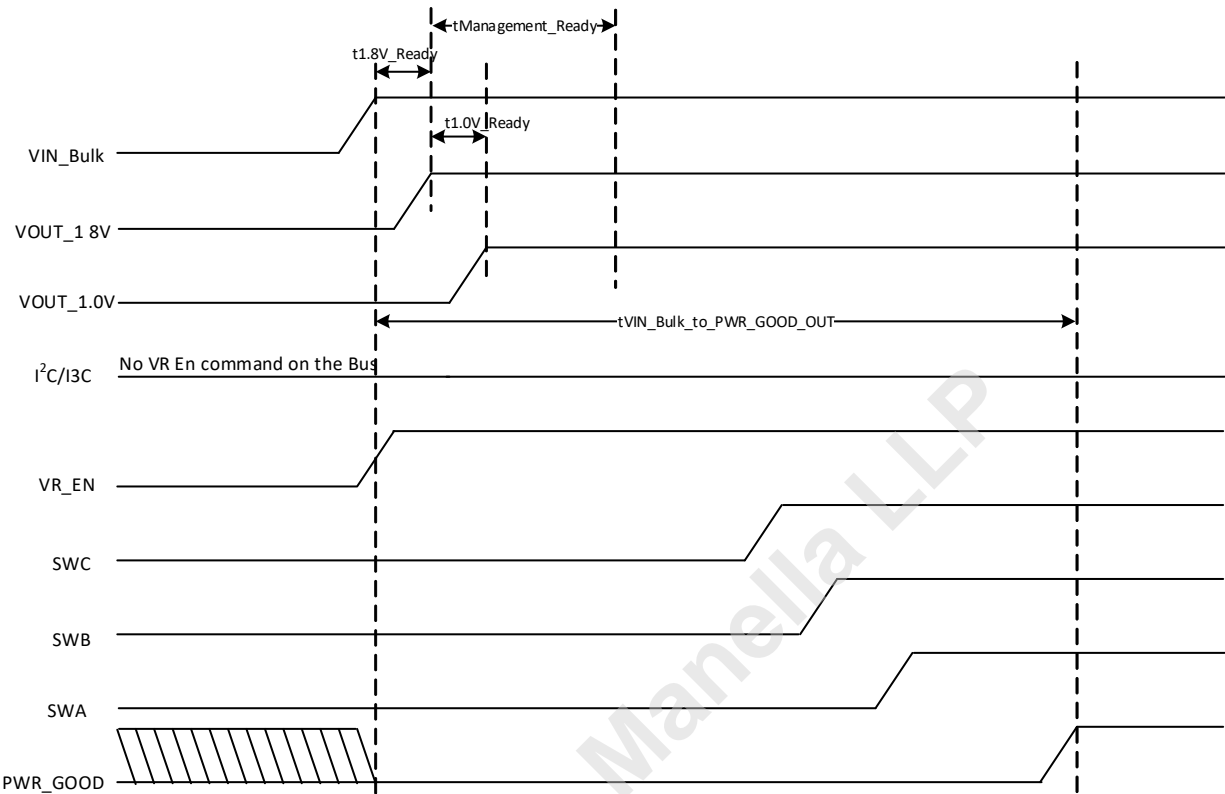 tManagement_Ready
t1.8V_Ready
t1.0V_Ready
VIN_Bulk
VOUT_1 8V
VOUT_1.0V
tVIN_Bulk_to_PWR_GOOD_OUT
No VR En command on the Bus
I²C/I3C
VR_EN
SWC
SWB
SWA
PWR_GOOD
Manella LLP